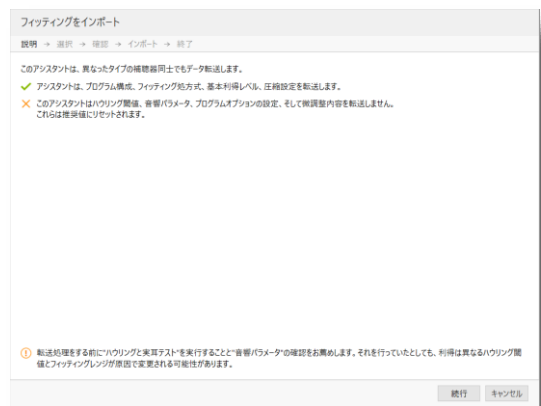 フィッティングをインポート
説明 → 選択 → 確認 → インポート → 終了
このアシスタントは、異なったタイプの補聴器同士でもデータ転送します。
アシスタントは、プログラム構成、フィッティング処方式、基本利得レベル、圧縮設定を転送します。
このアシスタントはハウリング閾値、音響パラメータ、プログラムオプションの設定、そして微調整内容を転送しません。
これらは推奨値にリセットされます。
転送処理をする前に"ハウリングと実耳テスト"を実行することと"音響パラメータ"の確認をお薦めします。それを行っていたとしても、利得は異なるハウリング閾
値とフィッティングレンジが原因で変更される可能性があります。
続行 キャンセル